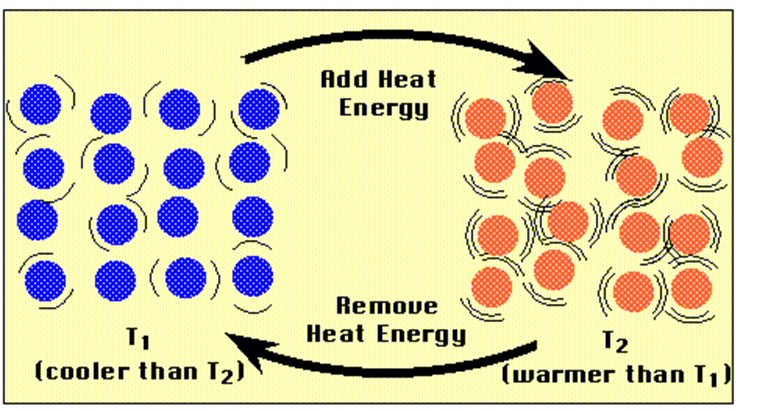 Add Heat
Energy
Remove
Heat Energy
T₁
(cooler than T₂)
T₂
(warmer than T₁)